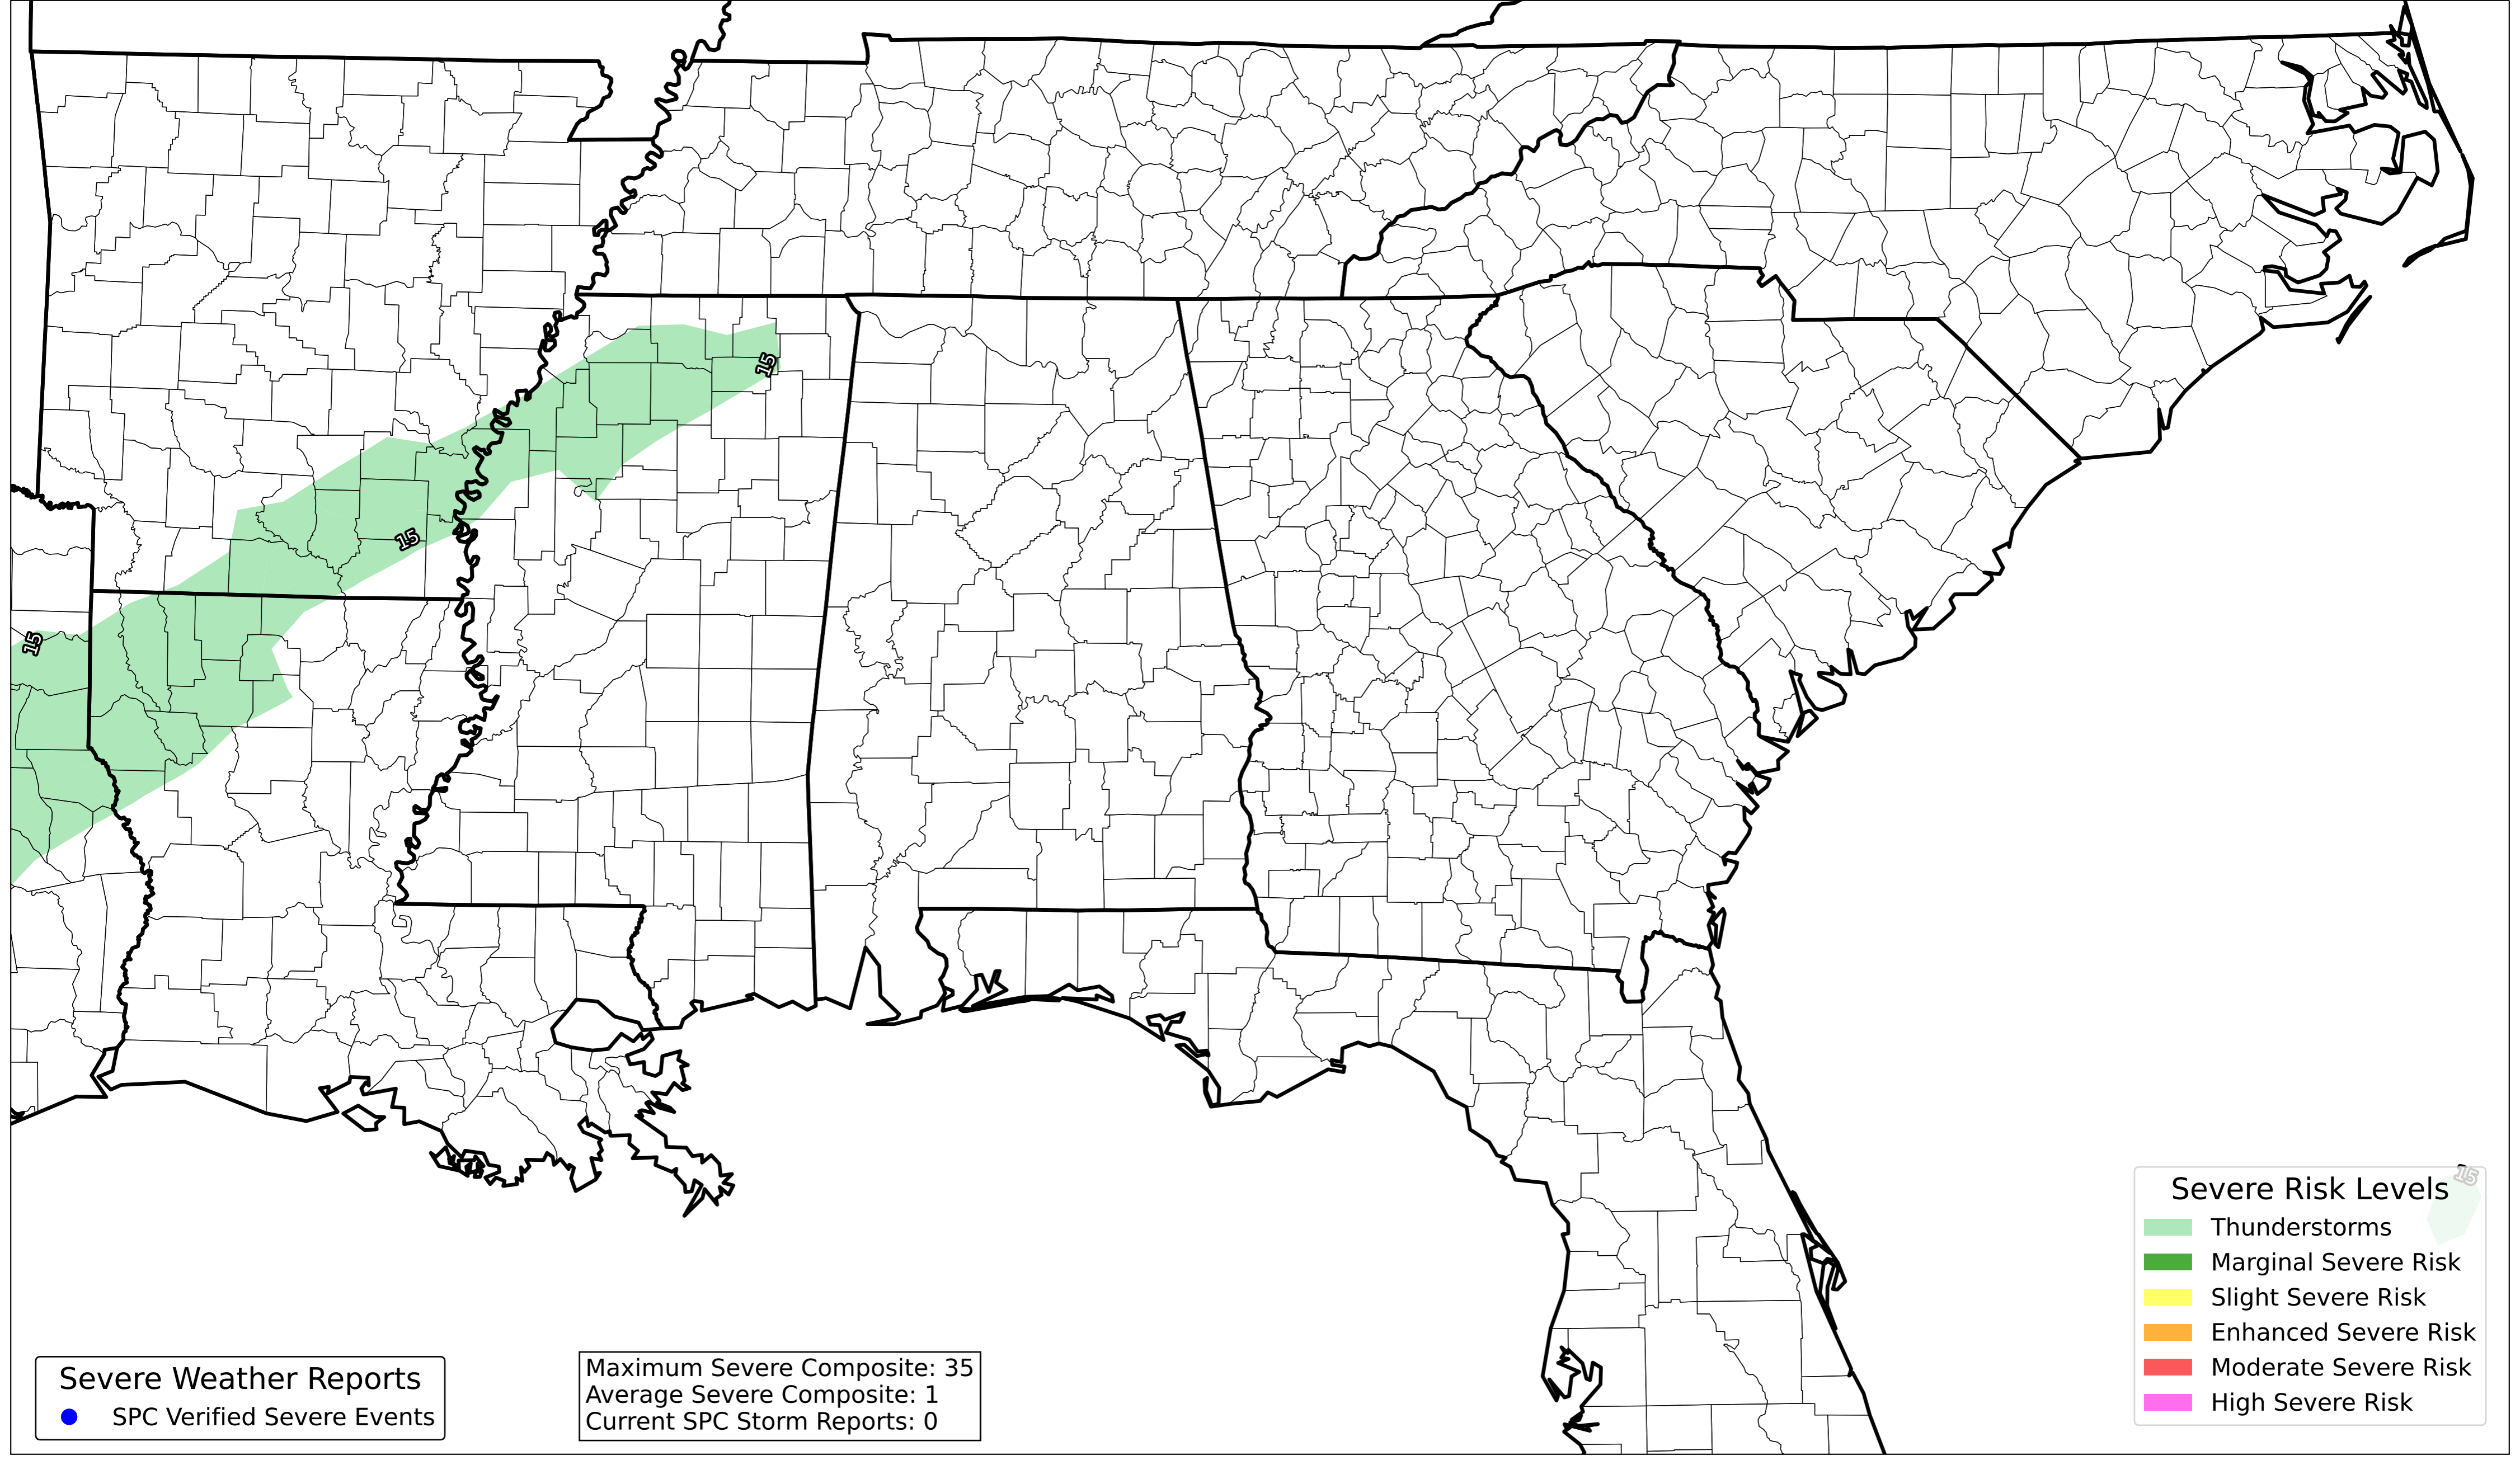 15
15
15
15
Severe Risk Levels
Thunderstorms
Marginal Severe Risk
Slight Severe Risk
Enhanced Severe Risk
Moderate Severe Risk
High Severe Risk
Severe Weather Reports
SPC Verified Severe Events
Maximum Severe Composite: 35
Average Severe Composite: 1
Current SPC Storm Reports: 0